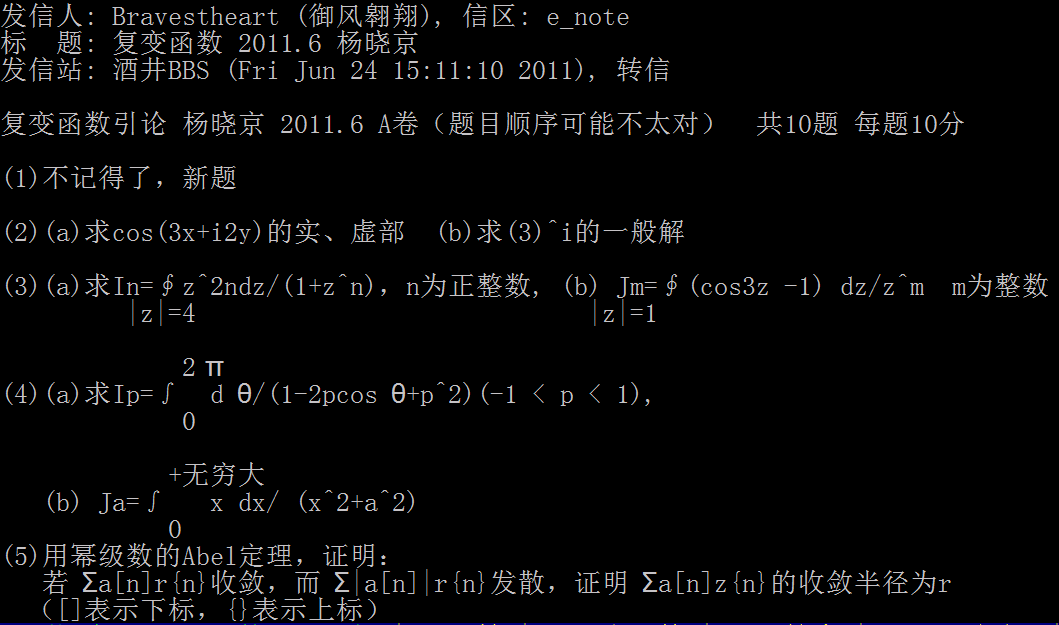 发信人: Bravestheart (御风翱翔), 信区: e_note
标  题: 复变函数 2011.6 杨晓京
发信站: 酒井BBS (Fri Jun 24 15:11:10 2011), 转信
复变函数引论 杨晓京 2011.6 A卷（题目顺序可能不太对）  共10题 每题10分
(1)不记得了，新题
(2)(a)求cos(3x+i2y)的实、虚部  (b)求(3)^i的一般解
(3)(a)求In=∮z^2ndz/(1+z^n)，n为正整数, (b) Jm=∮(cos3z -1) dz/z^m  m为整数
|z|=4 |z|=1
2π
(4)(a)求Ip=∫  d θ/(1-2pcos θ+p^2)(-1 < p < 1),
0
+无穷大
(b) Ja=∫   x dx/ (x^2+a^2)
0
(5)用幂级数的Abel定理，证明：
若 Σa[n]r{n}收敛，而 Σ|a[n]|r{n}发散，证明 Σa[n]z{n}的收敛半径为r
（[]表示下标，{}表示上标）